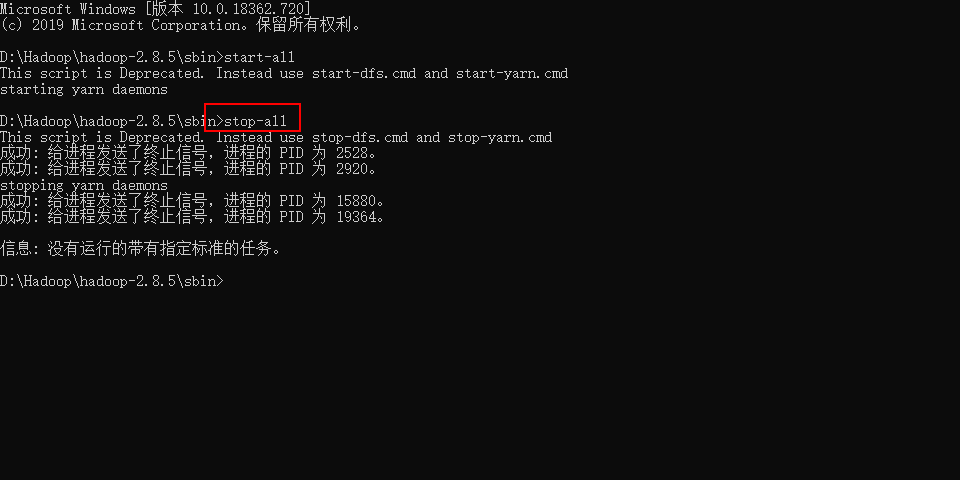 Microsoft Windows [版本 10.0.18362.720]
(c) 2019 Microsoft Corporation。保留所有权利。
D:\Hadoop\hadoop-2.8.5\sbin>start-all
This script is Deprecated. Instead use start-dfs.cmd and start-yarn.cmd
starting yarn daemons
D:\Hadoop\hadoop-2.8.5\sbin>stop-all
This script is Deprecated. Instead use stop-dfs.cmd and stop-yarn.cmd
成功: 给进程发送了终止信号，进程的 PID 为 2528。
成功: 给进程发送了终止信号，进程的 PID 为 2920。
stopping yarn daemons
成功: 给进程发送了终止信号，进程的 PID 为 15880。
成功: 给进程发送了终止信号，进程的 PID 为 19364。
信息: 没有运行的带有指定标准的任务。
D:\Hadoop\hadoop-2.8.5\sbin>